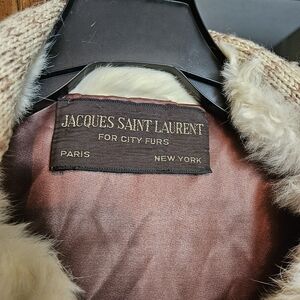 JACQUES SAINT LAURENT
FOR CITY FURS
PARIS NEW YORK